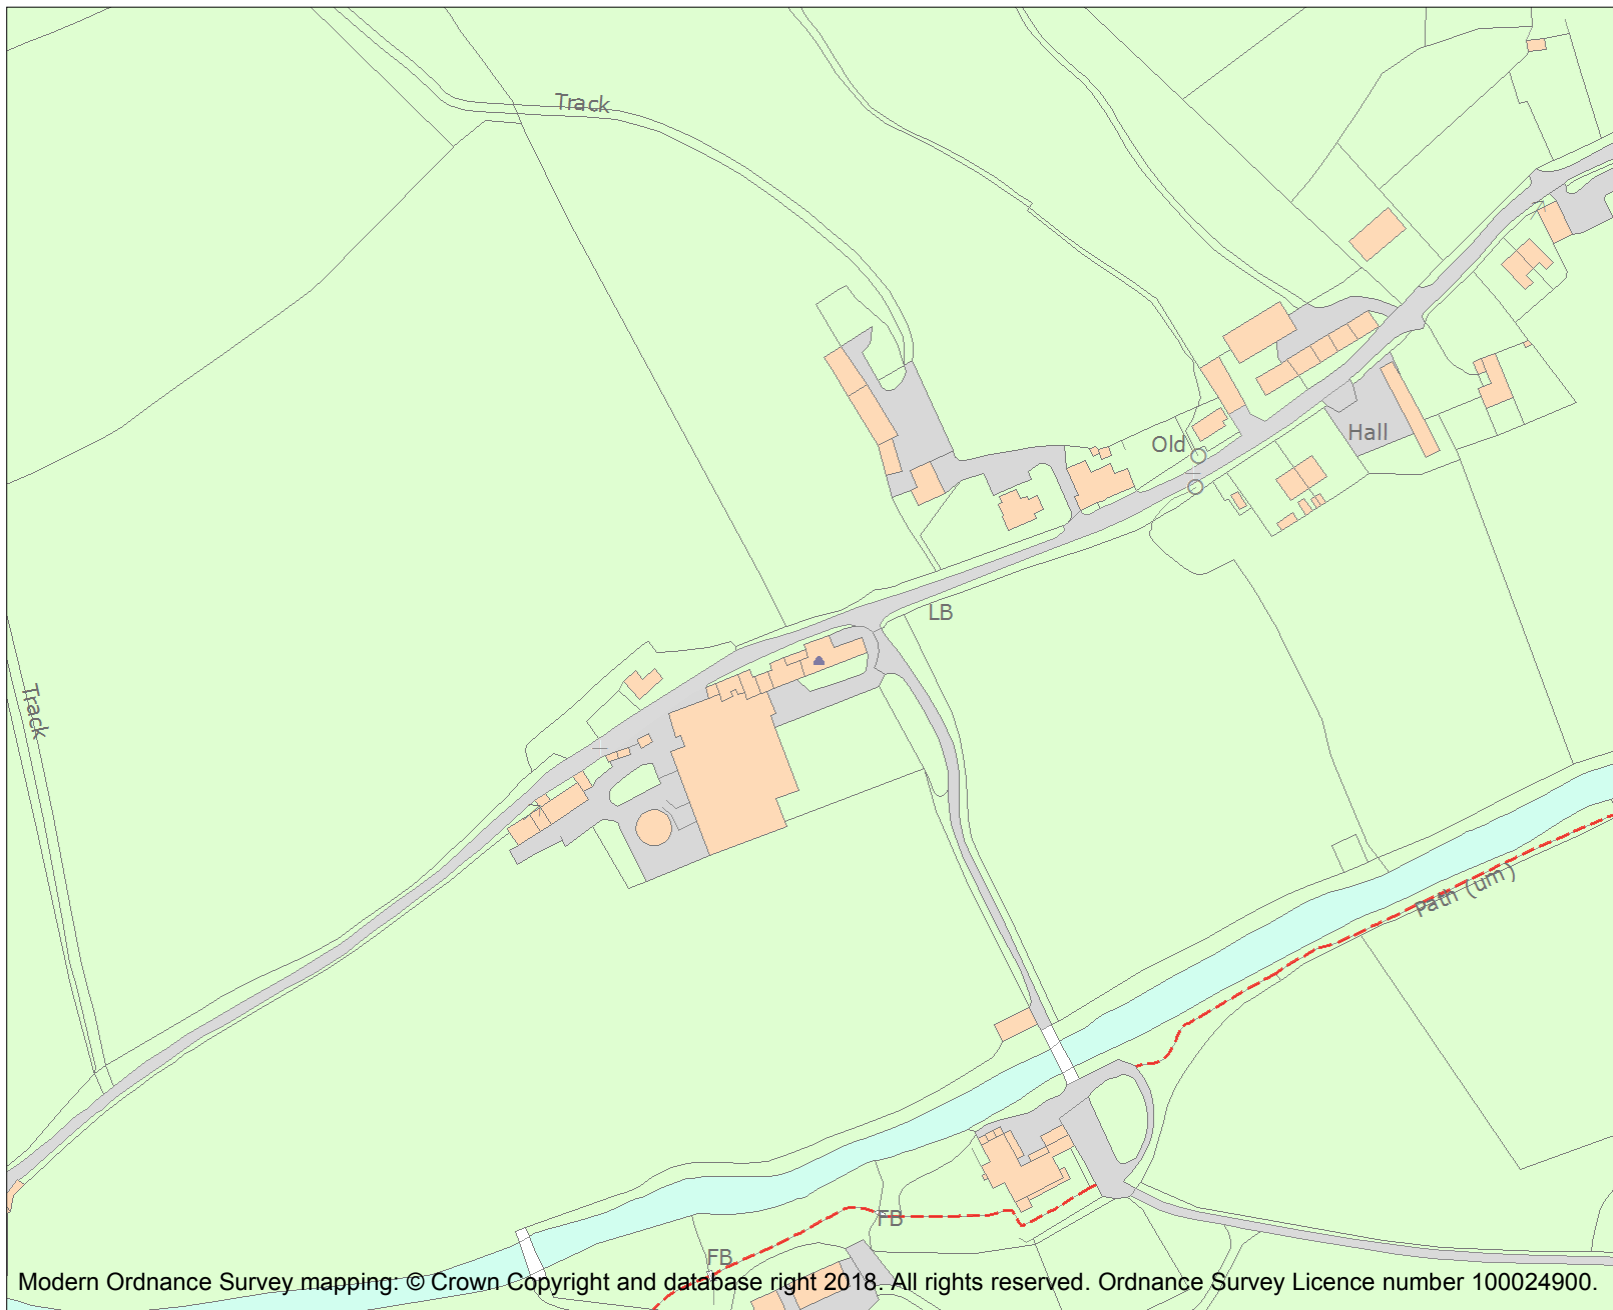 Track
Old
Hall
LB
Track
Path (um)
FB
FB
Modern Ordnance Survey mapping: © Crown Copyright and database right 2018. All rights reserved. Ordnance Survey Licence number 100024900.